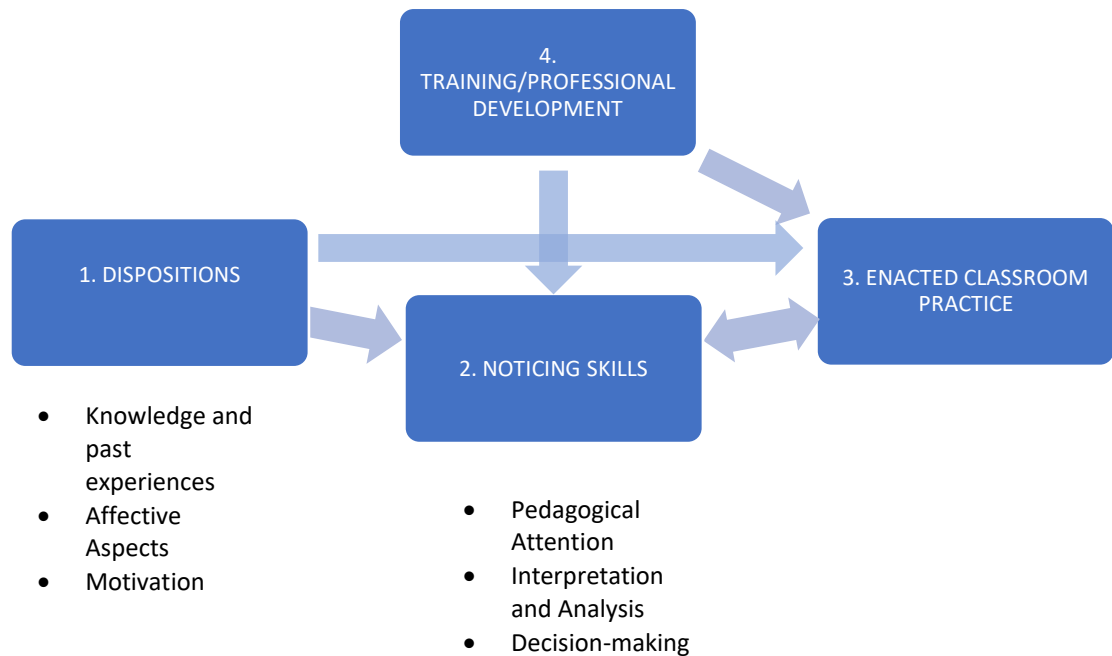 4.
TRAINING/PROFESSIONAL
DEVELOPMENT
1. DISPOSITIONS
3. ENACTED CLASSROOM
PRACTICE
2. NOTICING SKILLS
• Knowledge and
past
experiences
• Affective
Aspects
• Motivation
• Pedagogical
Attention
• Interpretation
and Analysis
• Decision-making